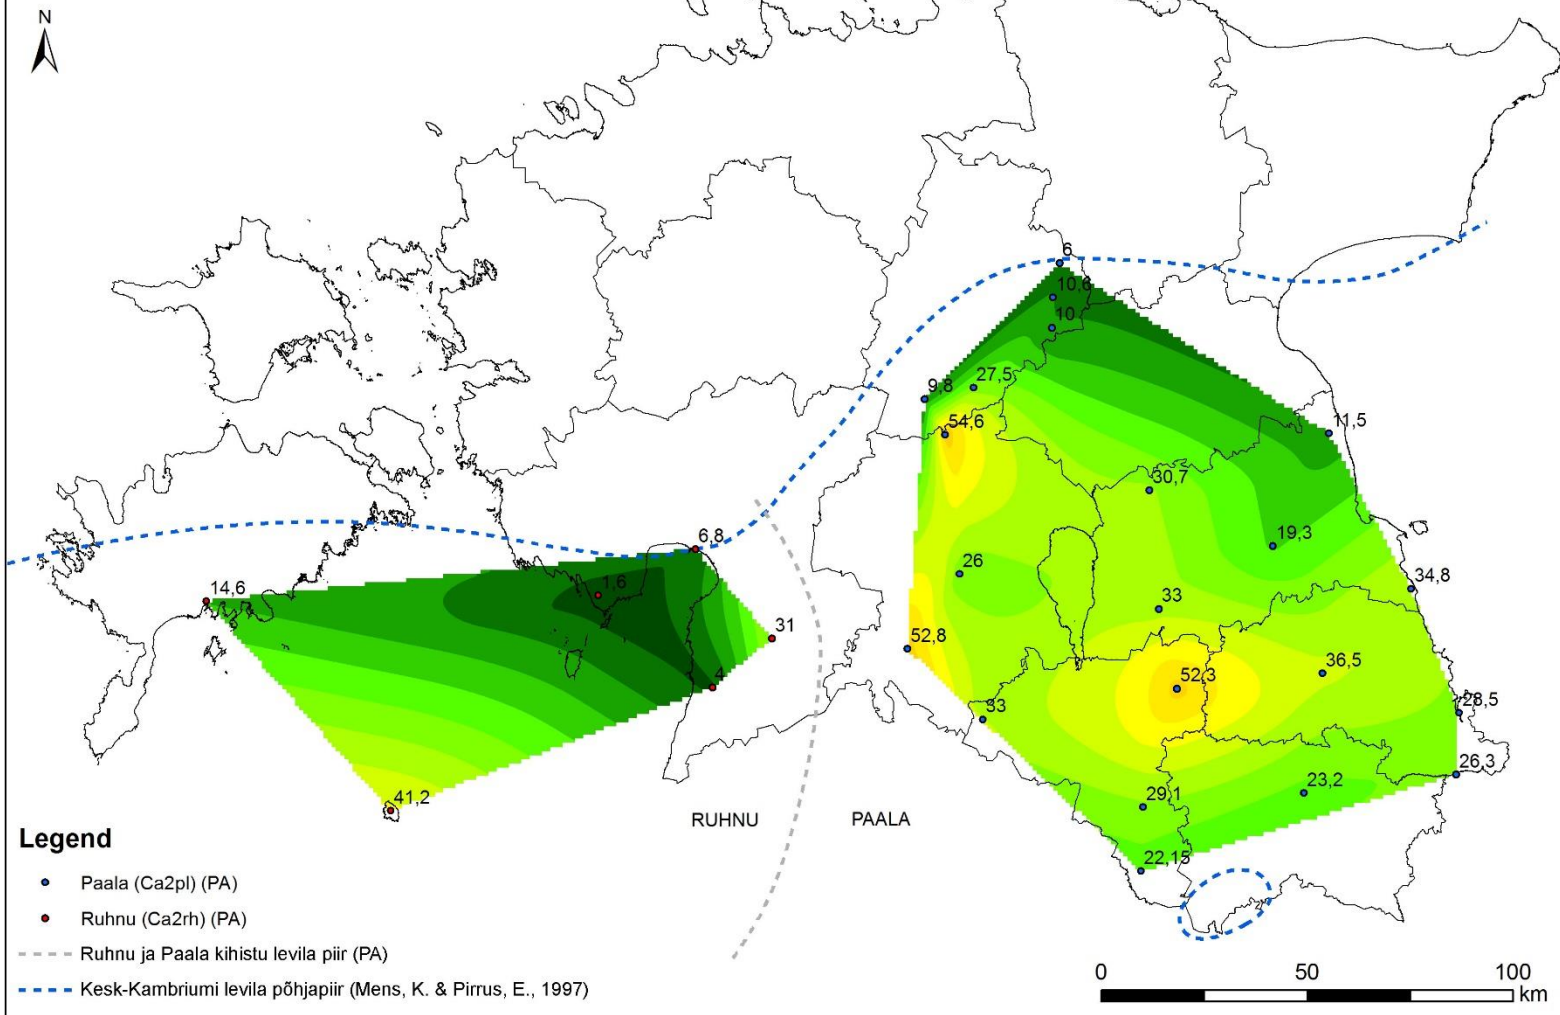 N
6
10,6
10
27,5
9,8
54,6
11,5
30,7
6,8
19,3
26
34,8
1,6
14,6
33
31
52,8
36,5
52,3
4
33
28,5
26,3
23,2
41,2
29,1
RUHNU
PAALA
22,15
Legend
Paala (Ca2pl) (PA)
Ruhnu (Ca2rh) (PA)
Ruhnu ja Paala kihistu levila piir (PA)
Kesk-Kambriumi levila põhjapiir (Mens, K. & Pirrus, E., 1997)
0 50 100
km